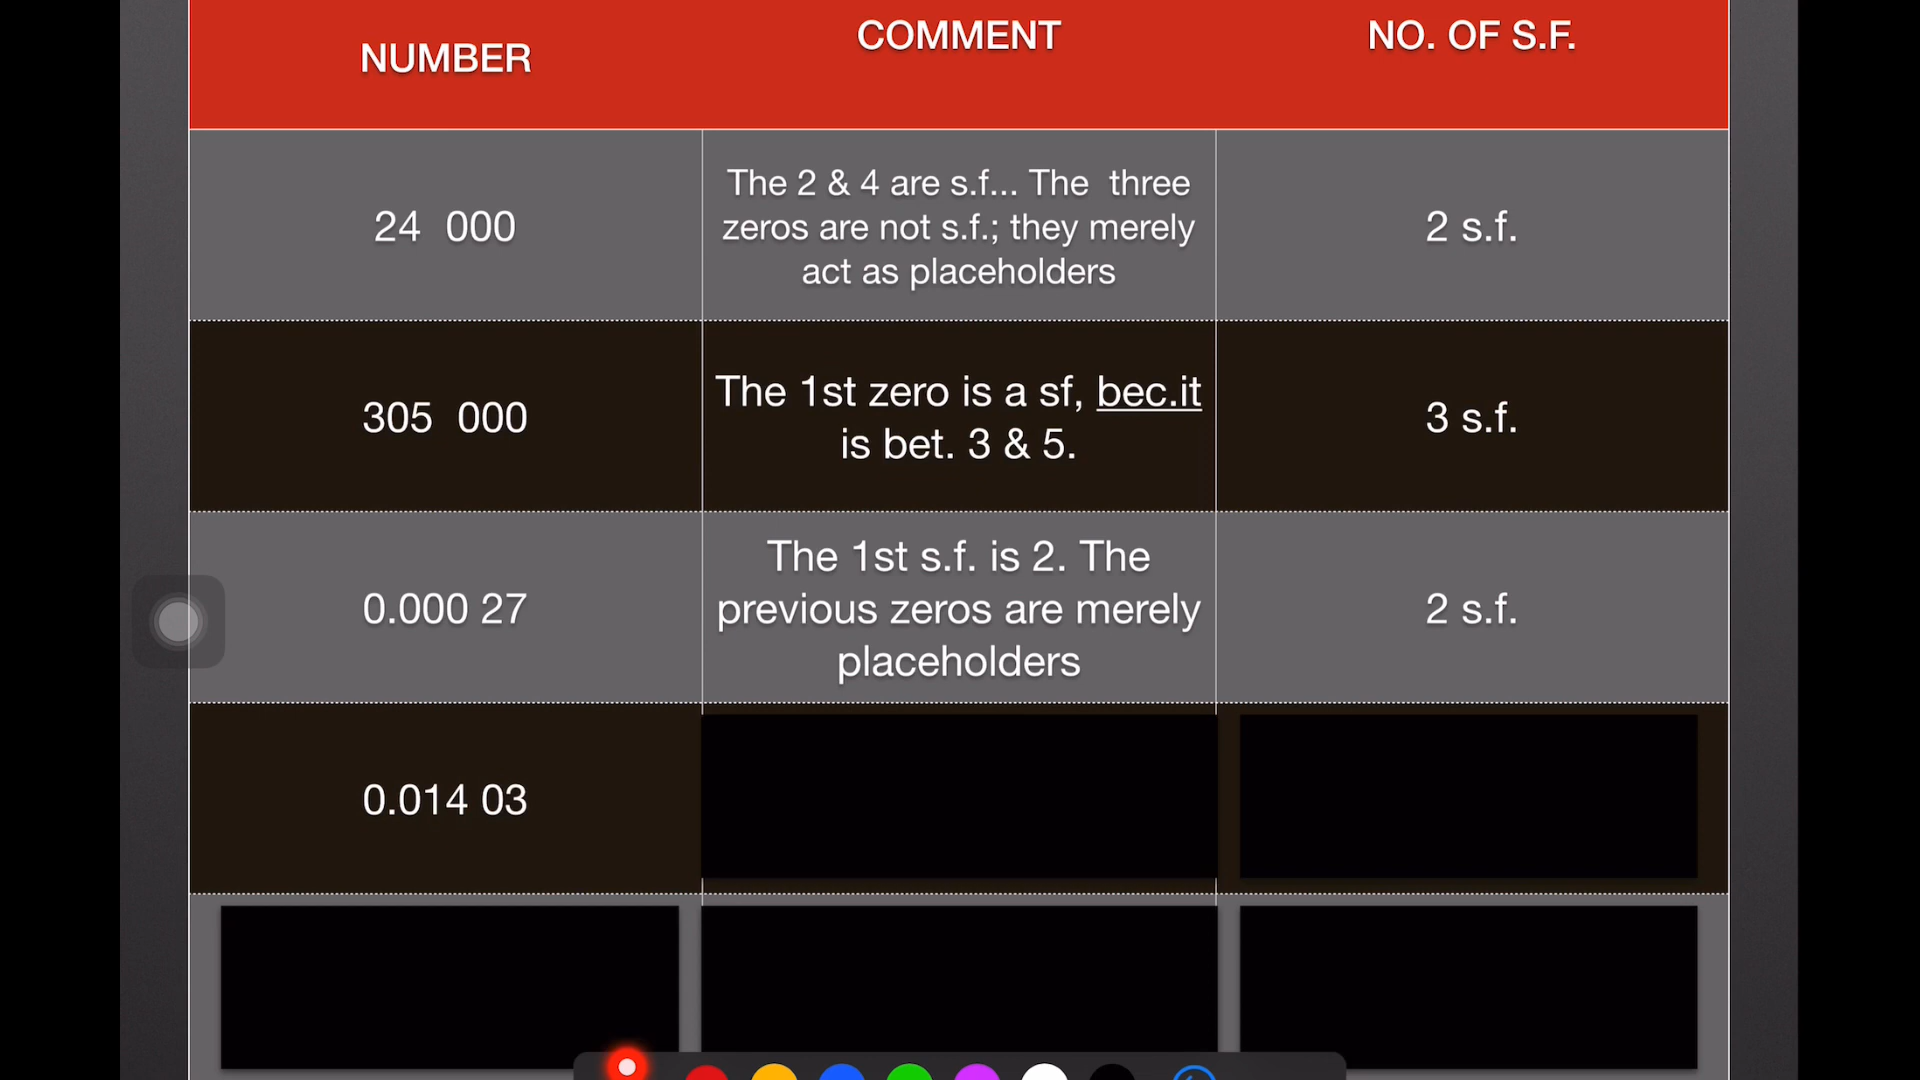 NUMBER
COMMENT
NO. OF S.F.
24 000
The 2 & 4 are s.f... The three
zeros are not s.f.; they merely
act as placeholders
2 s.f.
305 000
The 1st zero is a sf, bec.it
is bet. 3 & 5.
3 s.f.
0.000 27
The 1st s.f. is 2. The
previous zeros are merely
placeholders
2 s.f.
0.014 03